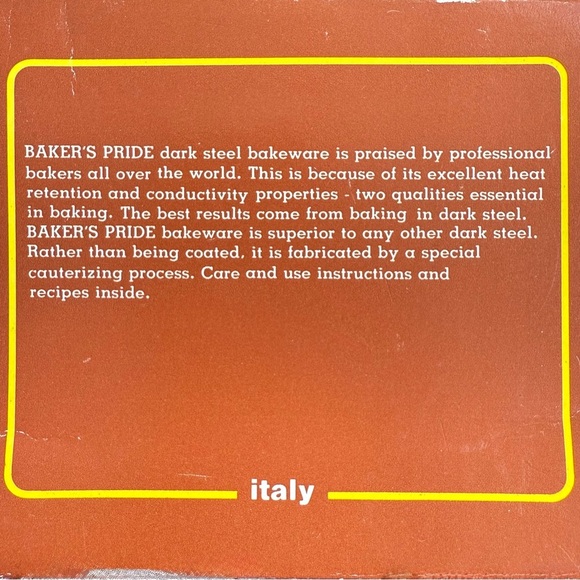 BAKER'S PRIDE dark steel bakeware is praised by professional
bakers all over the world. This is because of its excellent heat
retention and conductivity properties - two qualities essential
in baking. The best results come from baking in dark steel.
BAKER'S PRIDE bakeware is superior to any other dark steel.
Rather than being coated, it is fabricated by a special
cauterizing process. Care and use instructions and
recipes inside.
italy